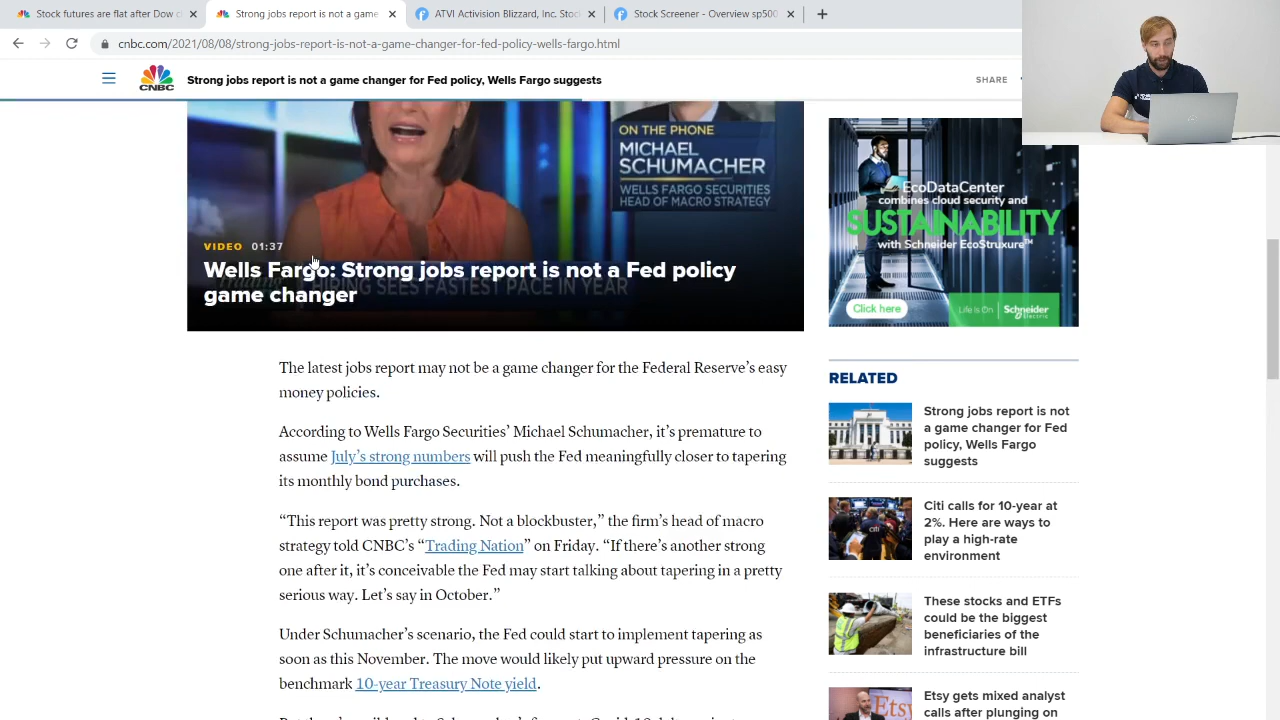 Stock futures are flat after Dow c
Strong jobs report is not a game
ATVI Activision Blizzard, Inc. Stoc
Stock Screener - Overview sp500
cnbc.com/2021/08/08/strong-jobs-report-is-not-a-game-changer-for-fed-policy-wells-fargo.html
CNBC
Strong jobs report is not a game changer for Fed policy, Wells Fargo suggests
SHARE
ON THE PHONE
MICHAEL
SCHUMACHER
WELLS FARGO SECURITIES
HEAD OF MACRO STRATEGY
VIDEO 01:37
Wells Fargo: Strong jobs report is not a Fed policy
game changer
SEES FASTEST PACE IN YEAR
The latest jobs report may not be a game changer for the Federal Reserve’s easy
money policies.
According to Wells Fargo Securities’ Michael Schumacher, it’s premature to
assume July’s strong numbers will push the Fed meaningfully closer to tapering
its monthly bond purchases.
“This report was pretty strong. Not a blockbuster,” the firm’s head of macro
strategy told CNBC’s “Trading Nation” on Friday. “If there’s another strong
one after it, it’s conceivable the Fed may start talking about tapering in a pretty
serious way. Let’s say in October.”
Under Schumacher’s scenario, the Fed could start to implement tapering as
soon as this November. The move would likely put upward pressure on the
benchmark 10-year Treasury Note yield.
EcoDataCenter
combines cloud security and
SUSTAINABILITY
with Schneider EcoStruxure™
Click here
Life Is On
Schneider
Electric
RELATED
Strong jobs report is not
a game changer for Fed
policy, Wells Fargo
suggests
Citi calls for 10-year at
2%. Here are ways to
play a high-rate
environment
citi
These stocks and ETFs
could be the biggest
beneficiaries of the
infrastructure bill
Etsy gets mixed analyst
calls after plunging on
Etsy